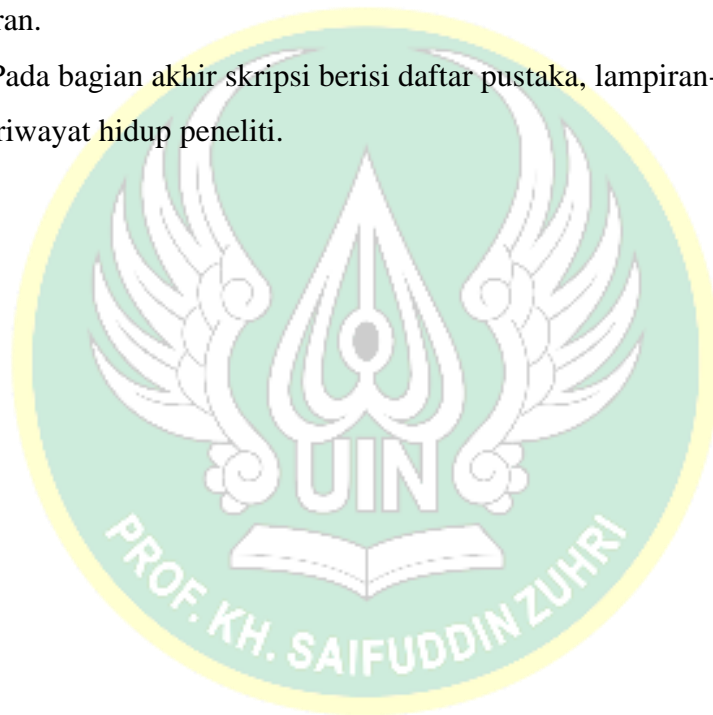 ran.
Pada bagian akhir skripsi berisi daftar pustaka, lampiran-
riwayat hidup peneliti.
UIN
PROF. KH. SAIFUDDIN ZUHRI